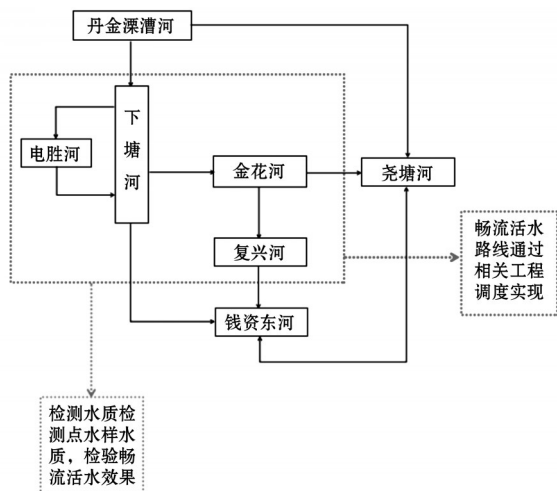 丹金溧漕河
下
塘
河
电胜河
金花河
尧塘河
复兴河
钱资东河
畅流活水
路线通过
相关工程
调度实现
检测水质检
测点水样水
质，检验畅
流活水效果